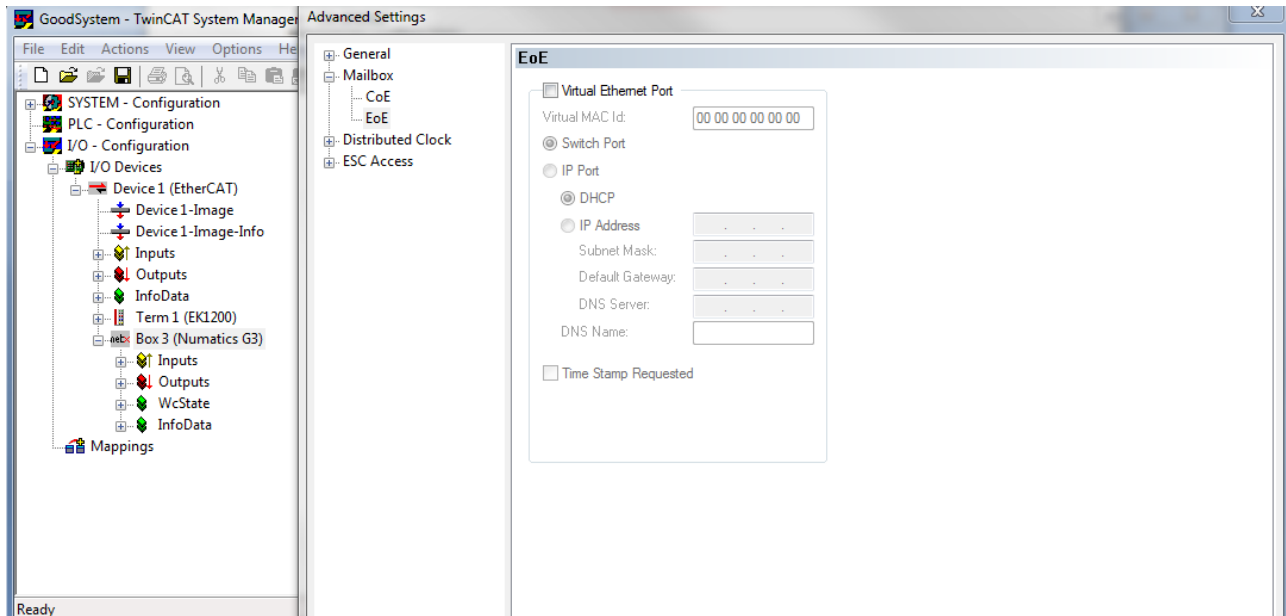 GoodSystem - TwinCAT System Manager
File Edit Actions View Options He
SYSTEM - Configuration
PLC - Configuration
I/O - Configuration
I/O Devices
Device 1 (EtherCAT)
Device 1-Image
Device 1-Image-Info
Inputs
Outputs
InfoData
Term 1 (EK1200)
Box 3 (Numatics G3)
Inputs
Outputs
WcState
InfoData
Mappings
Ready
Advanced Settings
General
Mailbox
CoE
EoE
Distributed Clock
ESC Access
EoE
Virtual Ethernet Port
Virtual MAC Id: 00 00 00 00 00 00
Switch Port
IP Port
DHCP
IP Address . . .
Subnet Mask: . . .
Default Gateway: . . .
DNS Server: . . .
DNS Name:
Time Stamp Requested